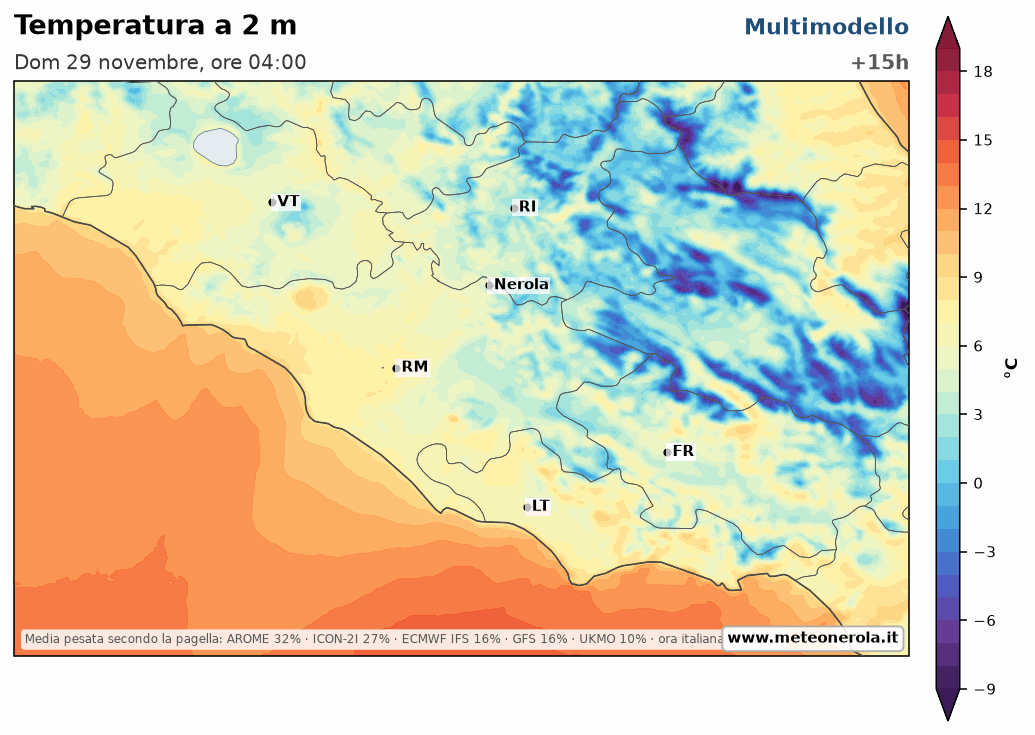 Temperatura a 2 m
Multimodello
Dom 29 novembre, ore 04:00
+15h
VT
RI
Nerola
RM
FR
LT
18
15
12
9
6
3
0
−3
−6
−9
°C
Media pesata secondo la pagella: AROME 32% · ICON-2I 27% · ECMWF IFS 16% · GFS 16% · UKMO 10% · ora italiana
www.meteonerola.it